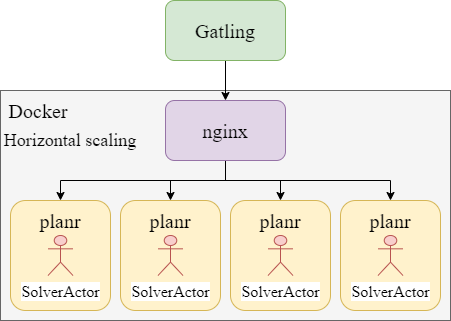 Gatling
Docker
nginx
Horizontal scaling
planr
planr
planr
planr
SolverActor
SolverActor
SolverActor
SolverActor